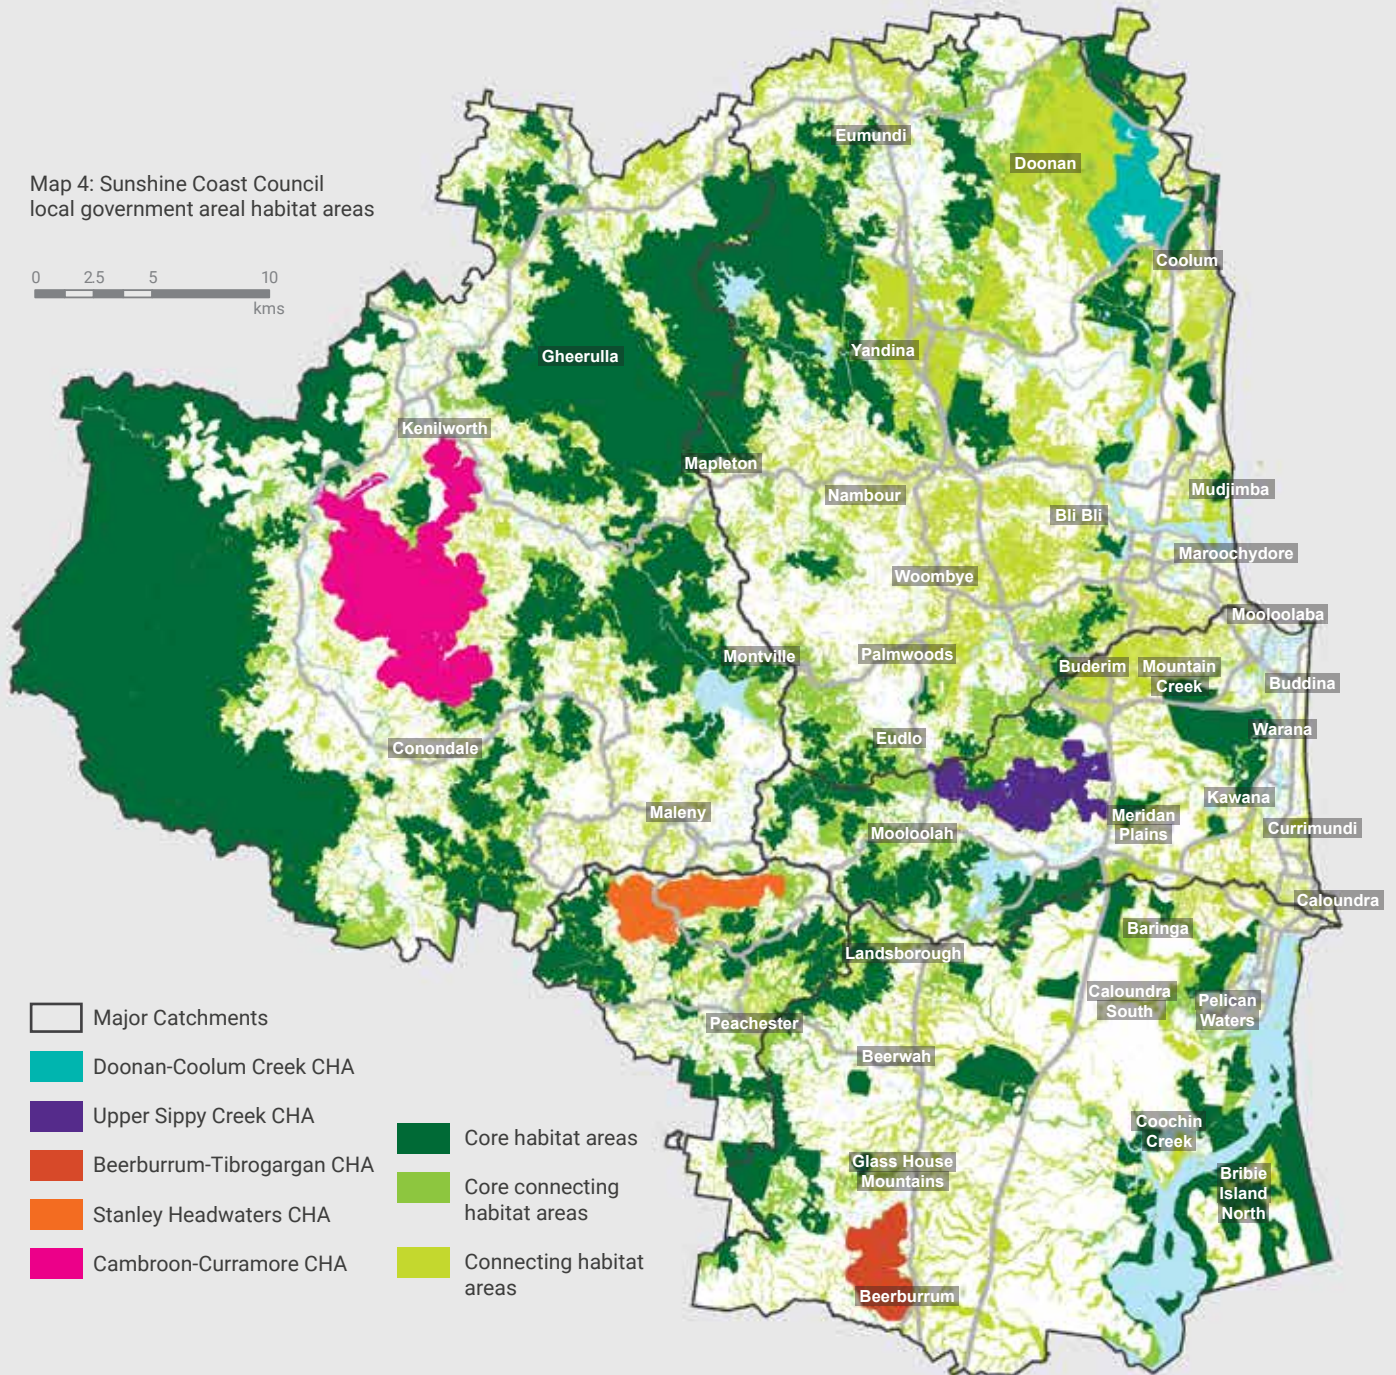 Map 4: Sunshine Coast Council
local government areal habitat areas
0 2.5 5 10
kms
Eumundi
Doonan
Coolum
Gheerulla
Yandina
Kenilworth
Mapleton
Nambour
Mudjimba
Bli Bli
Maroochydore
Woombye
Mooloolaba
Montville
Palmwoods
Buderim
Mountain
Creek
Buddina
Conondale
Eudlo
Warana
Maleny
Mooloolah
Meridan
Plains
Kawana
Currimundi
Caloundra
Baringa
Landsborough
Caloundra
South
Pelican
Waters
Peachester
Beerwah
Coochin
Creek
Glass House
Mountains
Bribie
Island
North
Beerburrum
Major Catchments
Doonan-Coolum Creek CHA
Upper Sippy Creek CHA
Beerburrum-Tibrogargan CHA
Stanley Headwaters CHA
Cambroon-Curramore CHA
Core habitat areas
Core connecting
habitat areas
Connecting habitat
areas